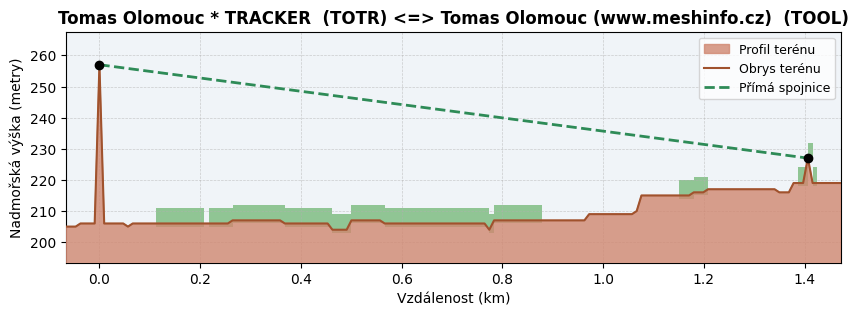 Tomas Olomouc * TRACKER  (TOTR) <=> Tomas Olomouc (www.meshinfo.cz)  (TOOL)
Nadmořská výška (metry)
260
250
240
230
220
210
200
Profil terénu
Obrys terénu
Přímá spojnice
0.0 0.2 0.4 0.6 0.8 1.0 1.2 1.4
Vzdálenost (km)